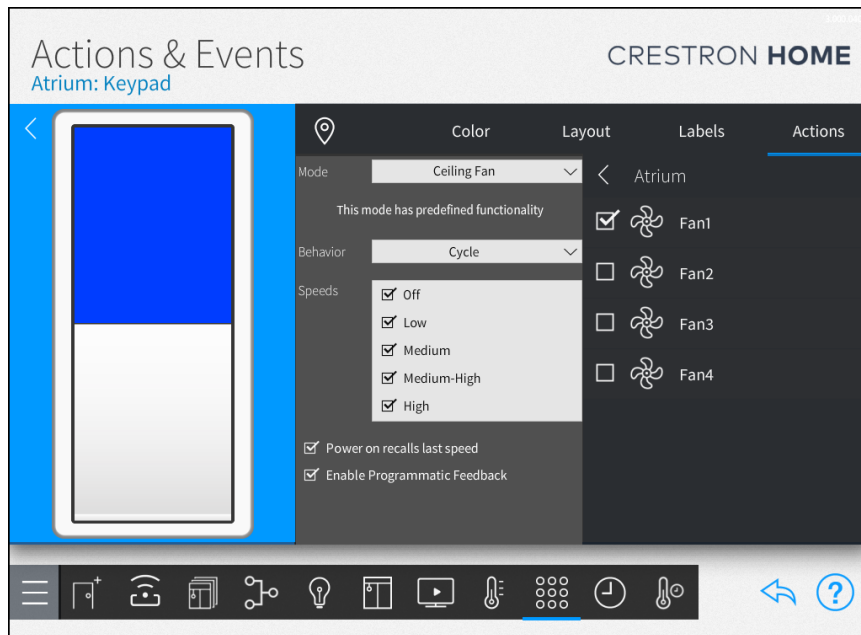 Actions & Events
CRESTRON HOME
Atrium: Keypad
Color Layout Labels Actions
Mode Ceiling Fan
Atrium
This mode has predefined functionality
Fan1
Behavior Cycle
Fan2
Speeds
Off
Low
Fan3
Medium
Fan4
Medium-High
High
Power on recalls last speed
Enable Programmatic Feedback
?